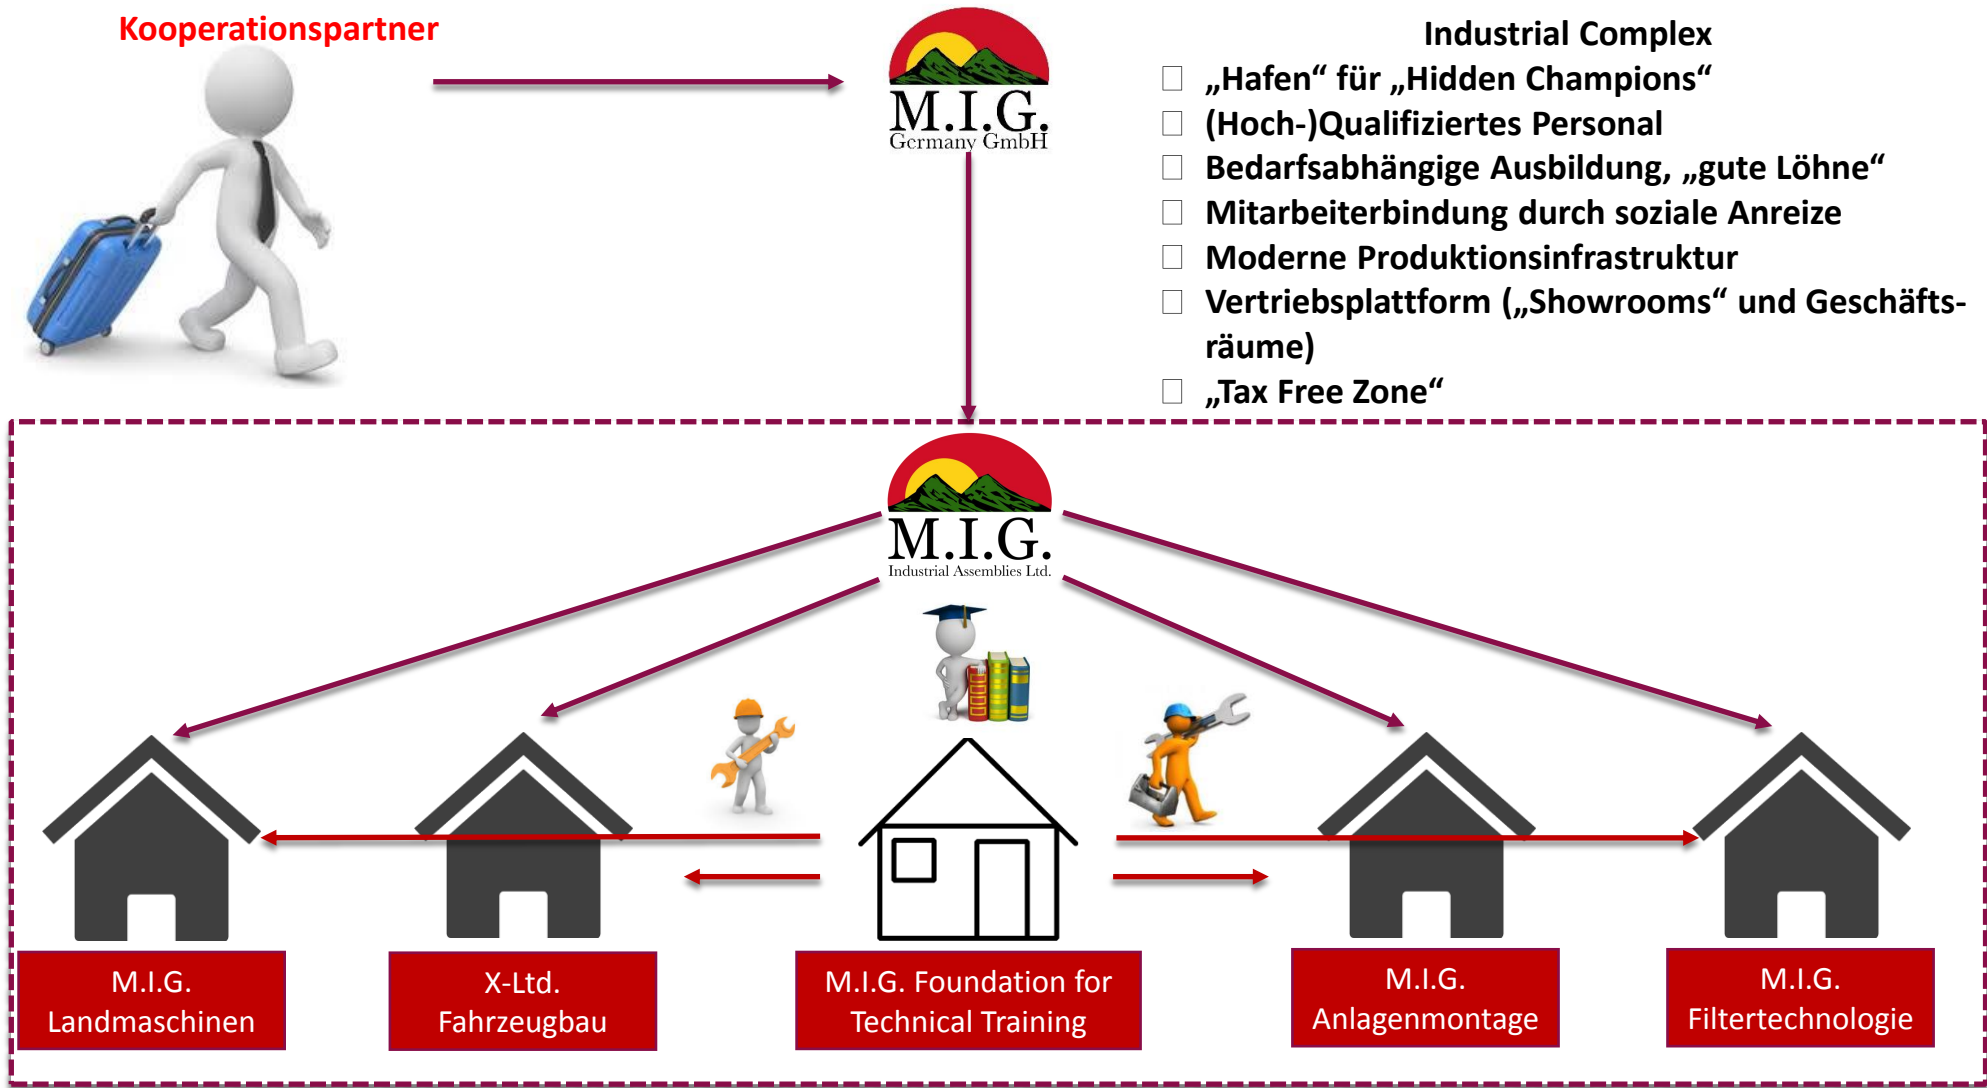 Kooperationspartner
M.I.G.
Germany GmbH
Industrial Complex
„Hafen“ für „Hidden Champions“
(Hoch-)Qualifiziertes Personal
Bedarfsabhängige Ausbildung, „gute Löhne“
Mitarbeiterbindung durch soziale Anreize
Moderne Produktionsinfrastruktur
Vertriebsplattform („Showrooms“ und Geschäfts-
räume)
„Tax Free Zone“
M.I.G.
Industrial Assemblies Ltd.
M.I.G.
Landmaschinen
X-Ltd.
Fahrzeugbau
M.I.G. Foundation for
Technical Training
M.I.G.
Anlagenmontage
M.I.G.
Filtertechnologie